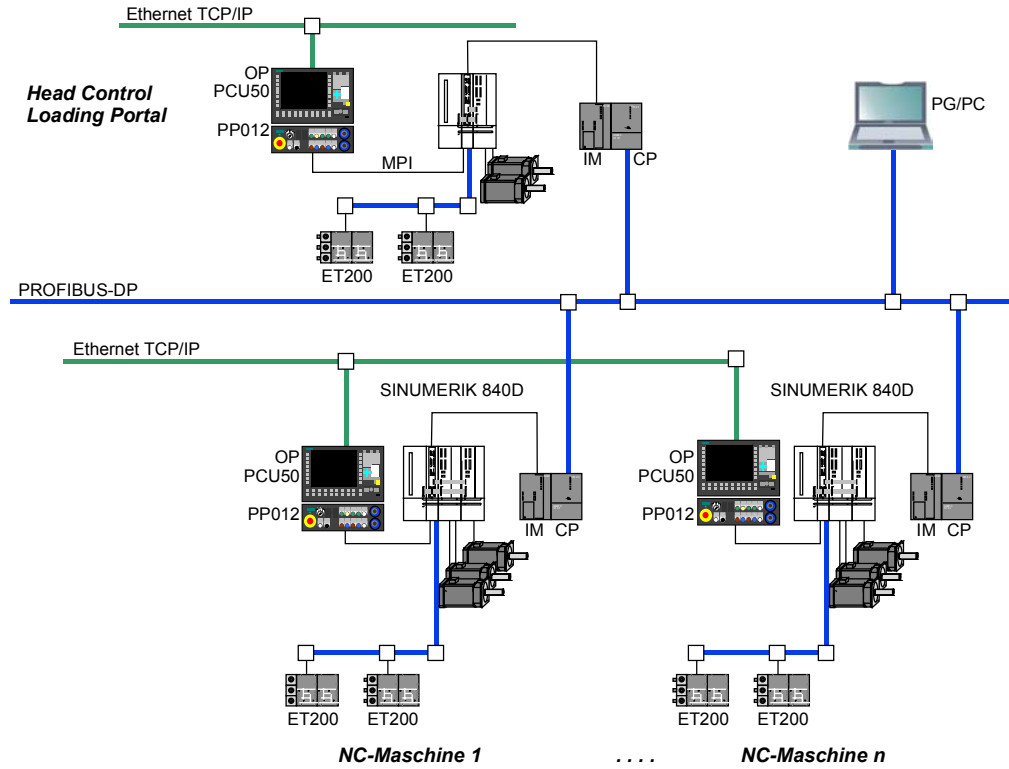 Ethernet TCP/IP
Head Control
Loading Portal
OP
PCU50
PP012
MPI
IM CP
PG/PC
ET200 ET200
PROFIBUS-DP
Ethernet TCP/IP
SINUMERIK 840D
OP
PCU50
PP012
IM CP
ET200 ET200
NC-Maschine 1
. . . .
SINUMERIK 840D
OP
PCU50
PP012
IM CP
ET200 ET200
NC-Maschine n